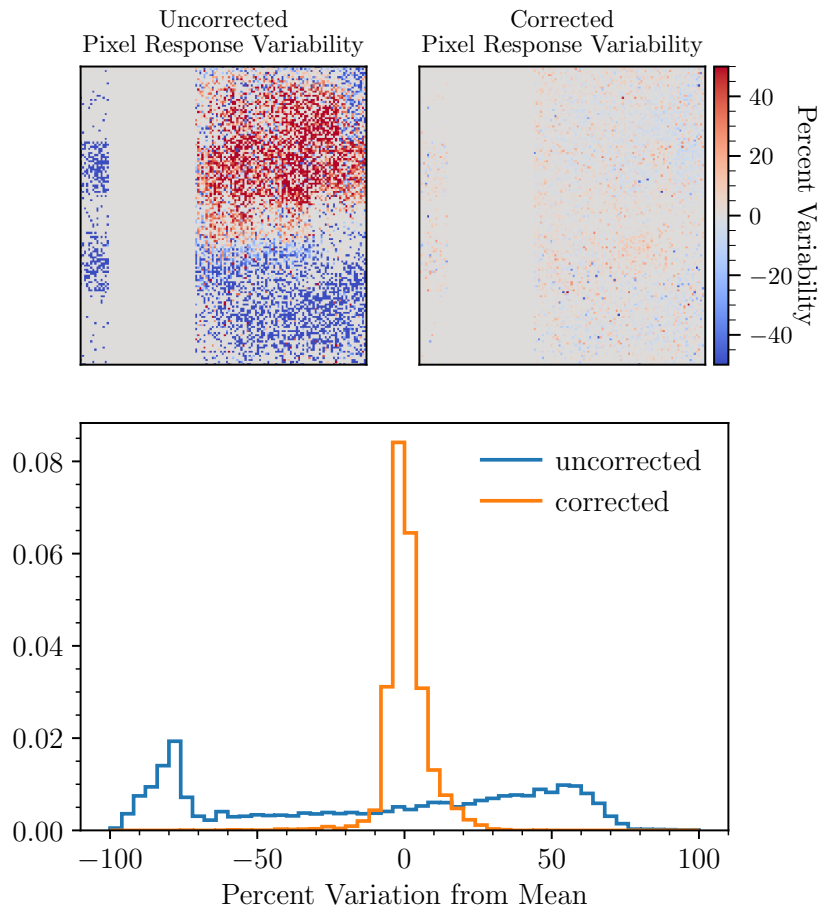 Uncorrected
Pixel Response Variability
Corrected
Pixel Response Variability
40
20
0
−20
−40
Percent Variability
0.08
0.06
0.04
0.02
0.00
uncorrected
corrected
−100
−50
0
50
100
Percent Variation from Mean